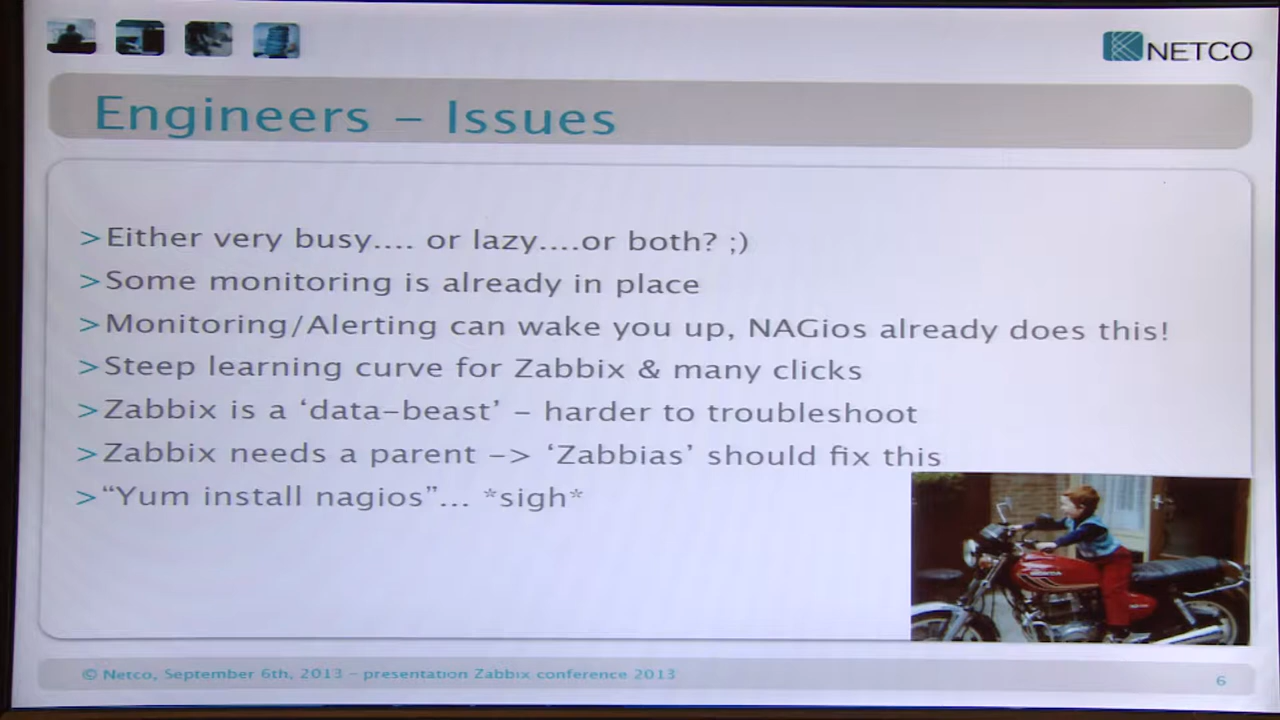 NETCO
Engineers – Issues
>Either very busy.... or lazy....or both? ;)
>Some monitoring is already in place
>Monitoring/Alerting can wake you up, NAGios already does this!
>Steep learning curve for Zabbix & many clicks
>Zabbix is a ‘data-beast’ – harder to troubleshoot
>Zabbix needs a parent –> ‘Zabbias’ should fix this
>“Yum install nagios”... *sigh*
HONDA
© Netco, September 6th, 2013 – presentation Zabbix conference 2013
6